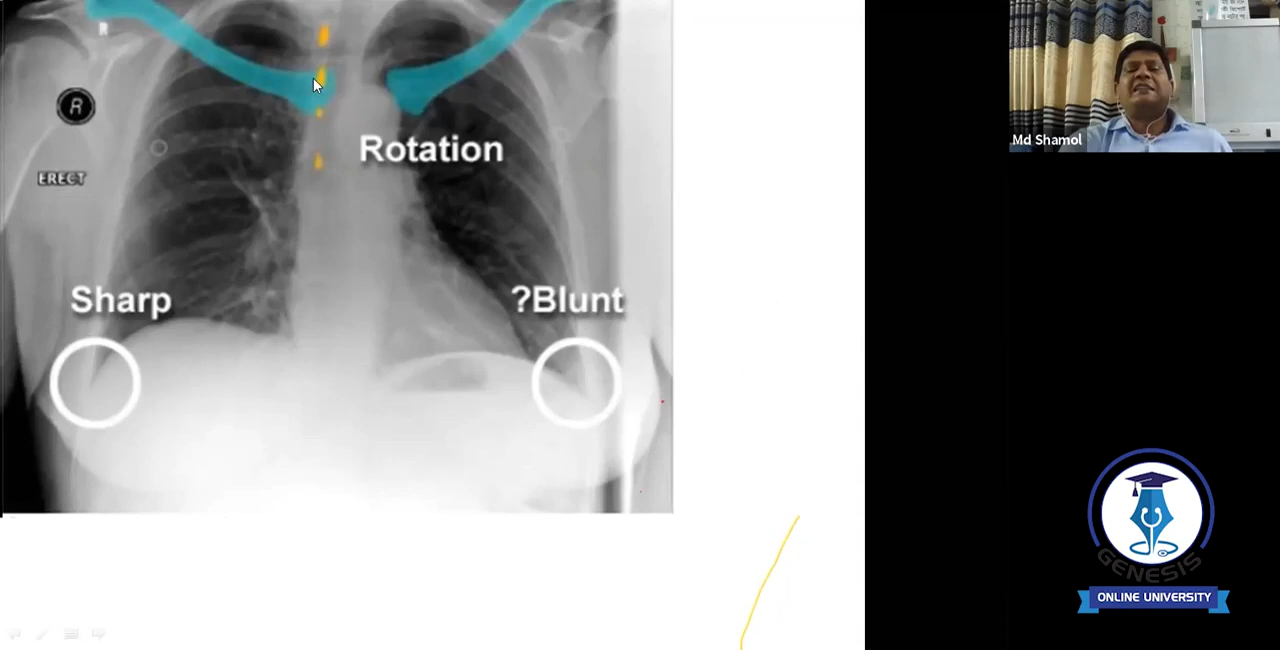 R
R
ERECT
Rotation
Sharp
?Blunt
Md Shamol
GENESIS
ONLINE UNIVERSITY